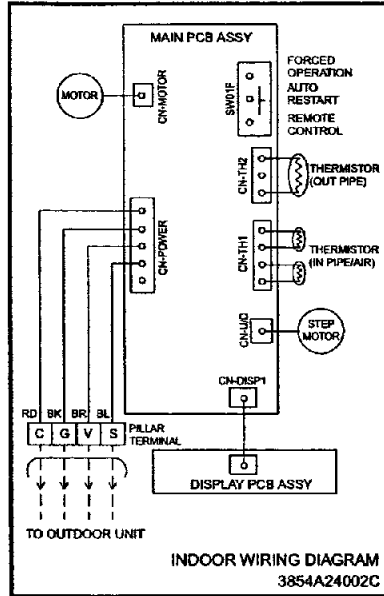 MAIN PCB ASSY
MOTOR
CN-MOTOR
SW01F
FORCED
OPERATION
AUTO
RESTART
REMOTE
CONTROL
CN-TH2
THERMISTOR
(OUT PIPE)
CN-POWER
CN-TH1
THERMISTOR
(IN PIPE/AIR)
CN-U/D
STEP
MOTOR
CN-DISP1
RD BK BR BL
C G V S
PILLAR
TERMINAL
DISPLAY PCB ASSY
TO OUTDOOR UNIT
INDOOR WIRING DIAGRAM
3854A24002C